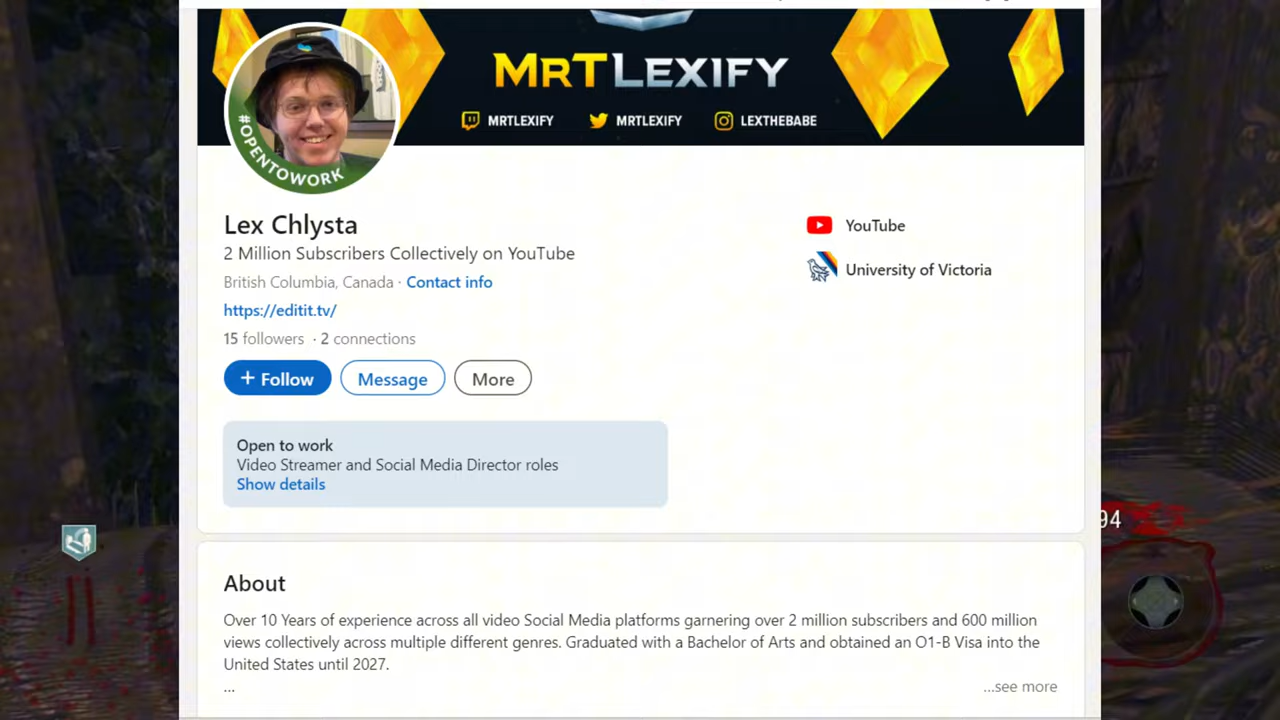 MRTLEXIFY
MRTLEXIFY MRTLEXIFY LEXTHEBABE
#OPENTOWORK
Lex Chlysta
2 Million Subscribers Collectively on YouTube
British Columbia, Canada · Contact info
https://editit.tv/
15 followers · 2 connections
+ Follow Message More
YouTube
University of Victoria
Open to work
Video Streamer and Social Media Director roles
Show details
94
About
Over 10 Years of experience across all video Social Media platforms garnering over 2 million subscribers and 600 million
views collectively across multiple different genres. Graduated with a Bachelor of Arts and obtained an O1-B Visa into the
United States until 2027.
...
...see more